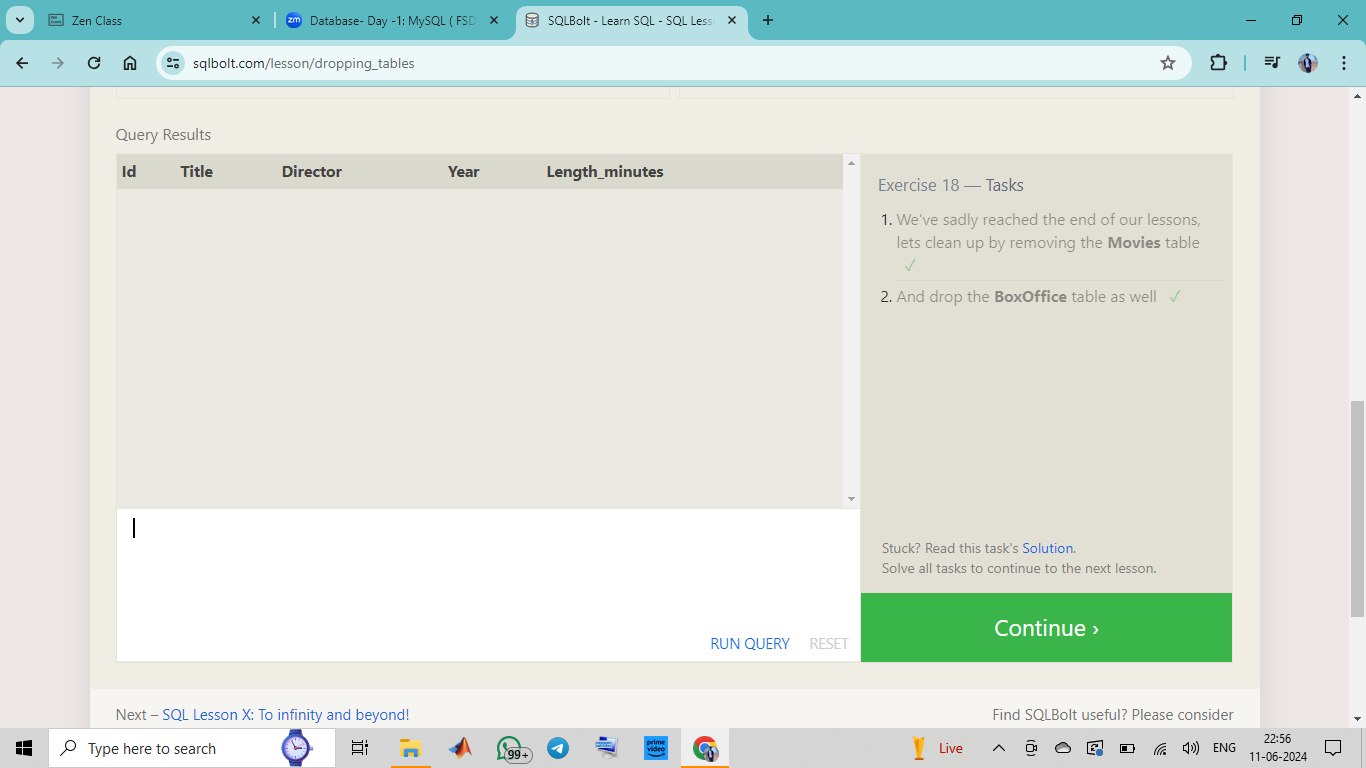 Zen Class
Database- Day -1: MySQL ( FSD
SQLBolt - Learn SQL - SQL Less
sqlbolt.com/lesson/dropping_tables
Query Results
Id Title Director Year Length_minutes
Exercise 18 — Tasks
1. We've sadly reached the end of our lessons,
lets clean up by removing the Movies table
✓
2. And drop the BoxOffice table as well ✓
Stuck? Read this task's Solution.
Solve all tasks to continue to the next lesson.
RUN QUERY RESET
Continue ›
Next – SQL Lesson X: To infinity and beyond!
Find SQLBolt useful? Please consider
Type here to search
99+
prime
video
Live
ENG
22:56
11-06-2024